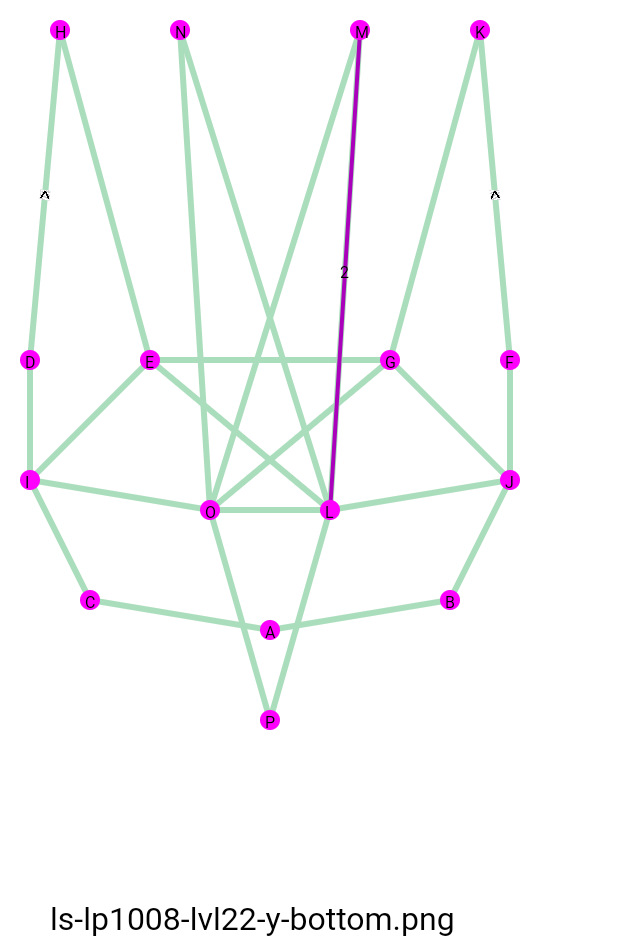 H N M K
^ ^
2
D E G F
I O L J
C A B
P
ls-lp1008-lvl22-y-bottom.png